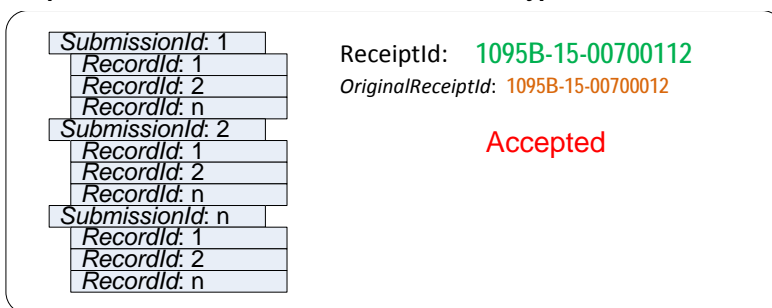 SubmissionId: 1
RecordId: 1
RecordId: 2
RecordId: n
SubmissionId: 2
RecordId: 1
RecordId: 2
RecordId: n
SubmissionId: n
RecordId: 1
RecordId: 2
RecordId: n
ReceiptId: 1095B-15-00700112
OriginalReceiptId: 1095B-15-00700012
Accepted